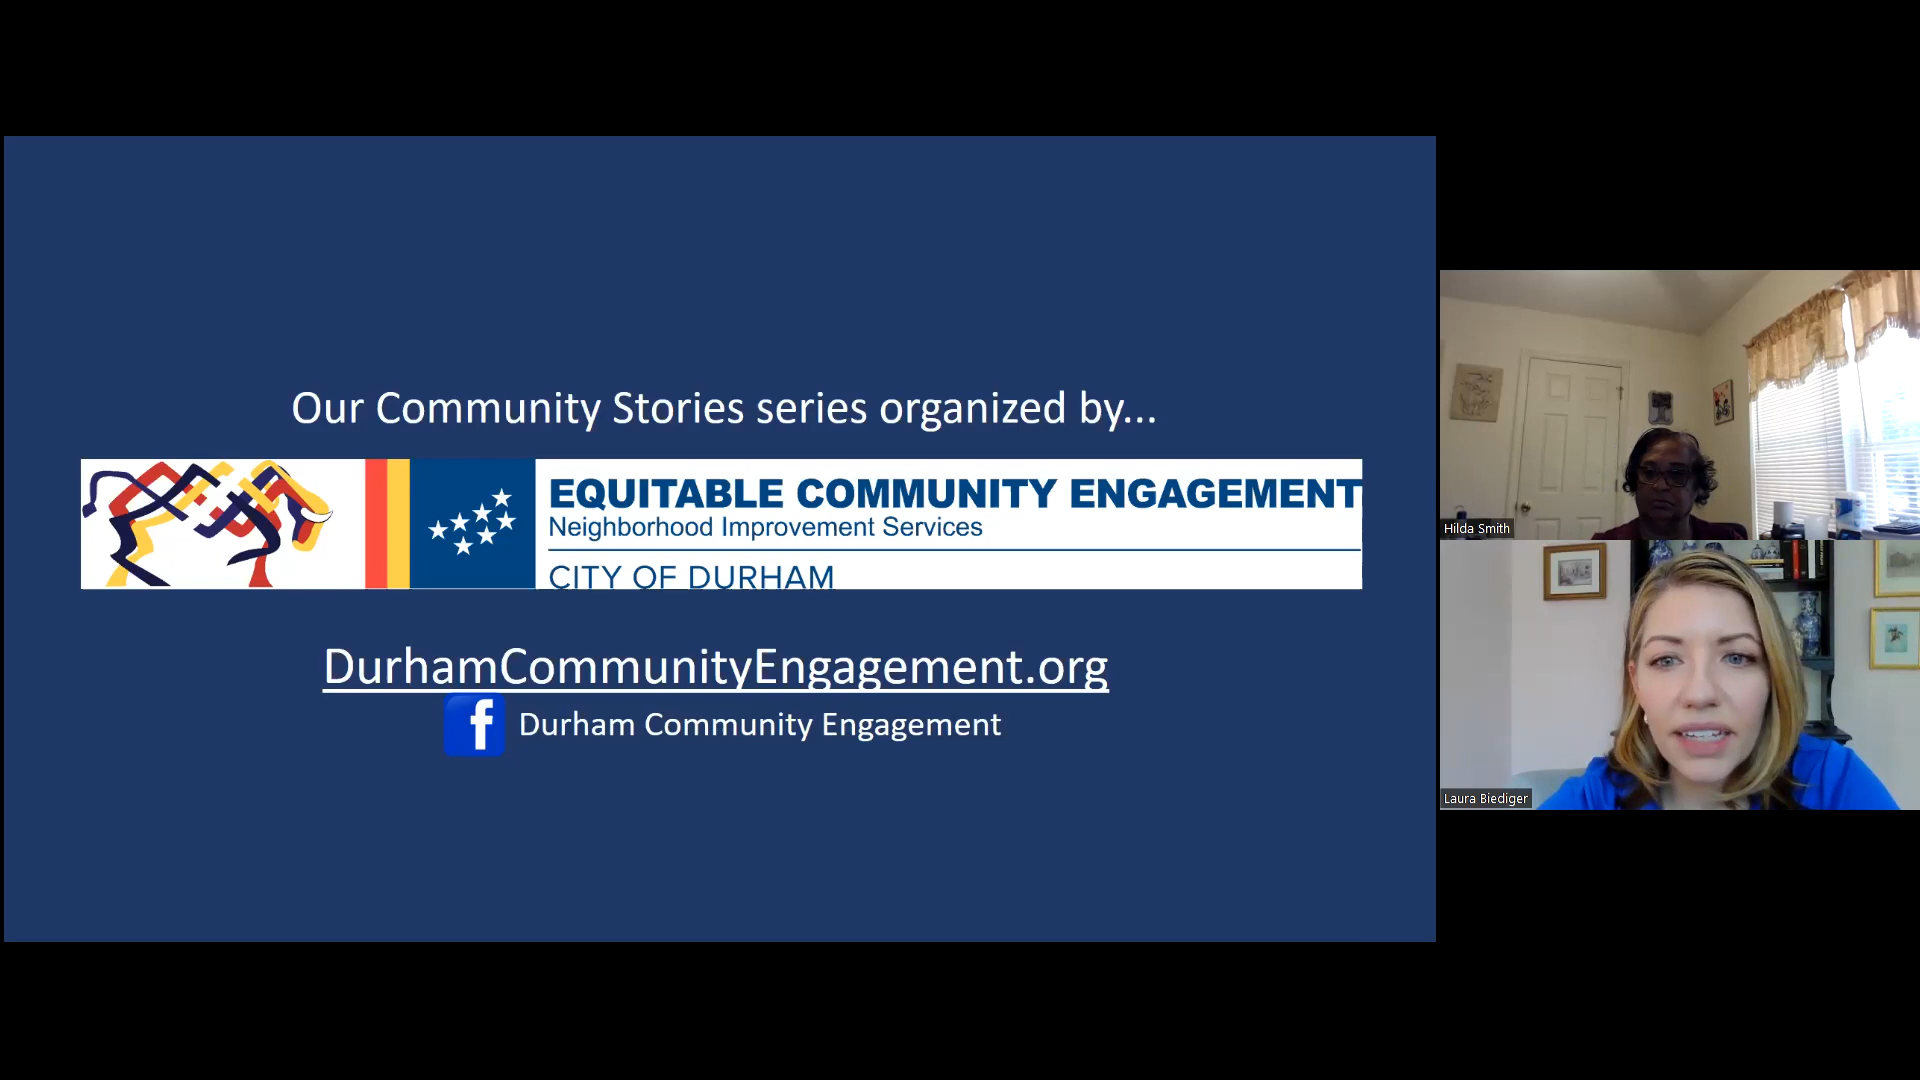 Our Community Stories series organized by...
EQUITABLE COMMUNITY ENGAGEMENT
Neighborhood Improvement Services
CITY OF DURHAM
DurhamCommunityEngagement.org
f Durham Community Engagement
Hilda Smith
Laura Biediger